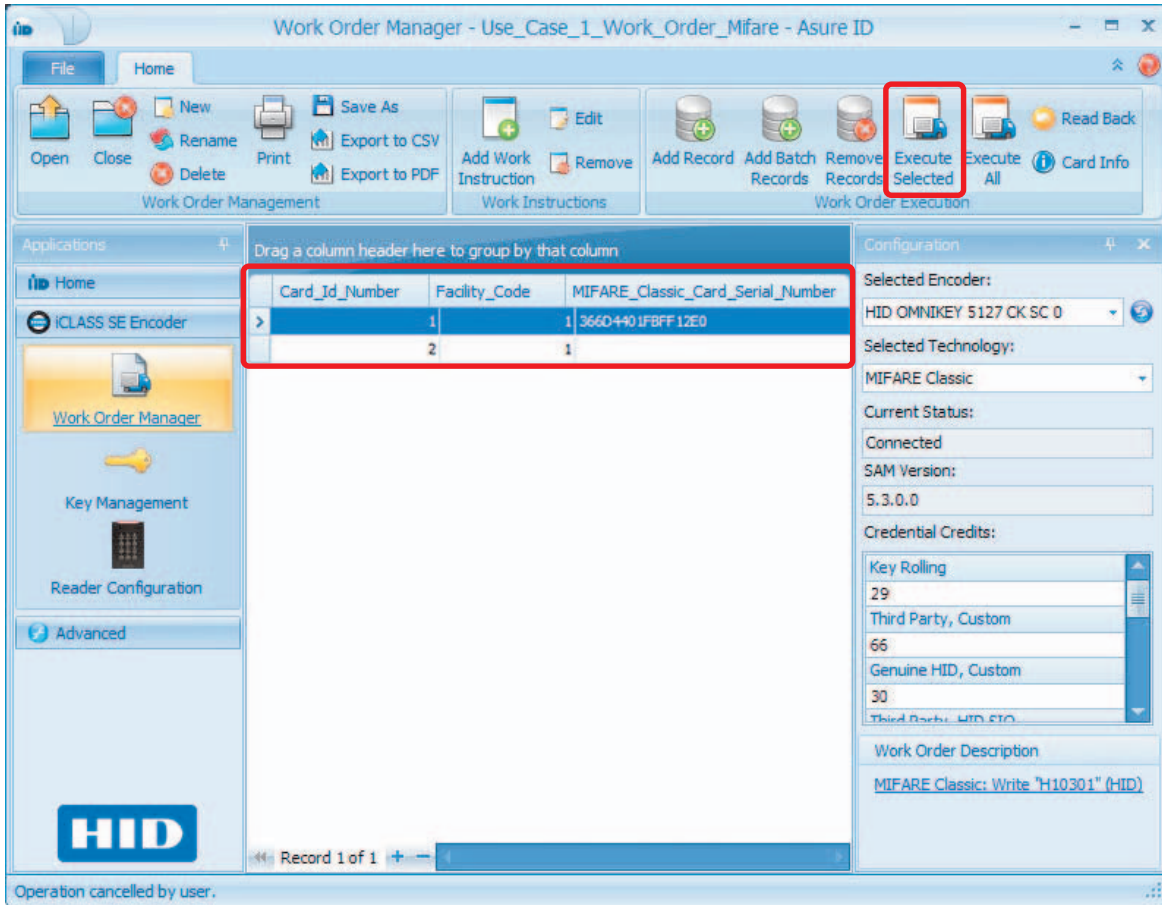 Work Order Manager - Use_Case_1_Work_Order_Mifare - Asure ID
File Home
Open
Close
New
Rename
Delete
Print
Save As
Export to CSV
Export to PDF
Work Order Management
Add Work
Instruction
Edit
Remove
Work Instructions
Add Record
Add Batch
Records
Remove
Records
Execute
Selected
Execute
All
Read Back
Card Info
Work Order Execution
Applications
Home
iCLASS SE Encoder
Work Order Manager
Key Management
Reader Configuration
Advanced
HID
Drag a column header here to group by that column
Card_Id_Number Facility_Code MIFARE_Classic_Card_Serial_Number
1 1 366D4401FBFF12E0
2 1
Record 1 of 1
Configuration
Selected Encoder:
HID OMNIKEY 5127 CK SC 0
Selected Technology:
MIFARE Classic
Current Status:
Connected
SAM Version:
5.3.0.0
Credential Credits:
Key Rolling
29
Third Party, Custom
66
Genuine HID, Custom
30
Third Party, HID SIO
Work Order Description
MIFARE Classic: Write "H10301" (HID)
Operation cancelled by user.